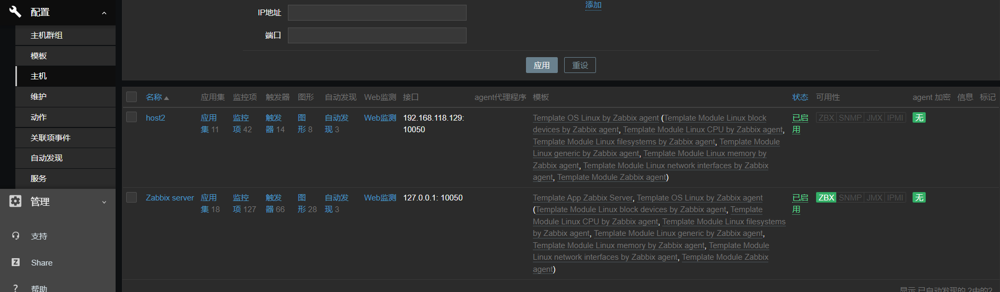 配置
主机群组
模板
主机
维护
动作
关联项事件
自动发现
服务
管理
支持
Share
帮助
添加
IP地址
端口
应用 重设
名称 应用集 监控项 触发器 图形 自动发现 Web监测 接口 agent代理程序 模板 状态 可用性 agent 加密 信息 标记
host2 应用 监控 触发 图 自动发 Web监测 192.168.118.129: Template OS Linux by Zabbix agent (Template Module Linux block 已启 ZBX SNMP JMX IPMI 无
集 11 项 42 器 14 形 8 现 3 10050 devices by Zabbix agent, Template Module Linux CPU by Zabbix agent, 用
Template Module Linux filesystems by Zabbix agent, Template Module
Linux generic by Zabbix agent, Template Module Linux memory by
Zabbix agent, Template Module Linux network interfaces by Zabbix
agent, Template Module Zabbix agent)
Zabbix server 应用 监控 触发 图 自动发 Web监测 127.0.0.1: 10050 Template App Zabbix Server, Template OS Linux by Zabbix agent 已启 ZBX SNMP JMX IPMI 无
集 18 项 127 器 66 形 28 现 3 (Template Module Linux block devices by Zabbix agent, Template 用
Module Linux CPU by Zabbix agent, Template Module Linux filesystems
by Zabbix agent, Template Module Linux generic by Zabbix agent,
Template Module Linux memory by Zabbix agent, Template Module
Linux network interfaces by Zabbix agent, Template Module Zabbix
agent)
显示 已自动发现的 2中的2